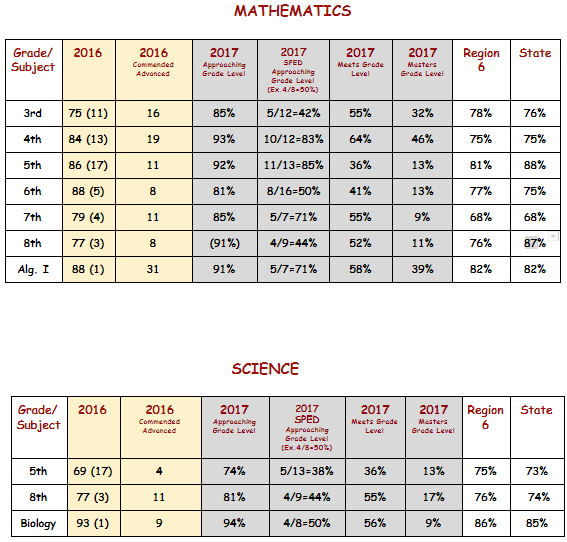 MATHEMATICS
Grade/ Subject 2016 2016 Commended Advanced 2017 Approaching Grade Level 2017 SPED Approaching Grade Level (Ex.4/8=50%) 2017 Meets Grade Level 2017 Masters Grade Level Region 6 State
3rd 75 (11) 16 85% 5/12=42% 55% 32% 78% 76%
4th 84 (13) 19 93% 10/12=83% 64% 46% 75% 75%
5th 86 (17) 11 92% 11/13=85% 36% 13% 81% 88%
6th 88 (5) 8 81% 8/16=50% 41% 13% 77% 75%
7th 79 (4) 11 85% 5/7=71% 55% 9% 68% 68%
8th 77 (3) 8 (91%) 4/9=44% 52% 11% 76% 87%
Alg. I 88 (1) 31 91% 5/7=71% 58% 39% 82% 82%
SCIENCE
Grade/ Subject 2016 2016 Commended Advanced 2017 Approaching Grade Level 2017 SPED Approaching Grade Level (Ex.4/8=50%) 2017 Meets Grade Level 2017 Masters Grade Level Region 6 State
5th 69 (17) 4 74% 5/13=38% 36% 13% 75% 73%
8th 77 (3) 11 81% 4/9=44% 55% 17% 76% 74%
Biology 93 (1) 9 94% 4/8=50% 56% 9% 86% 85%